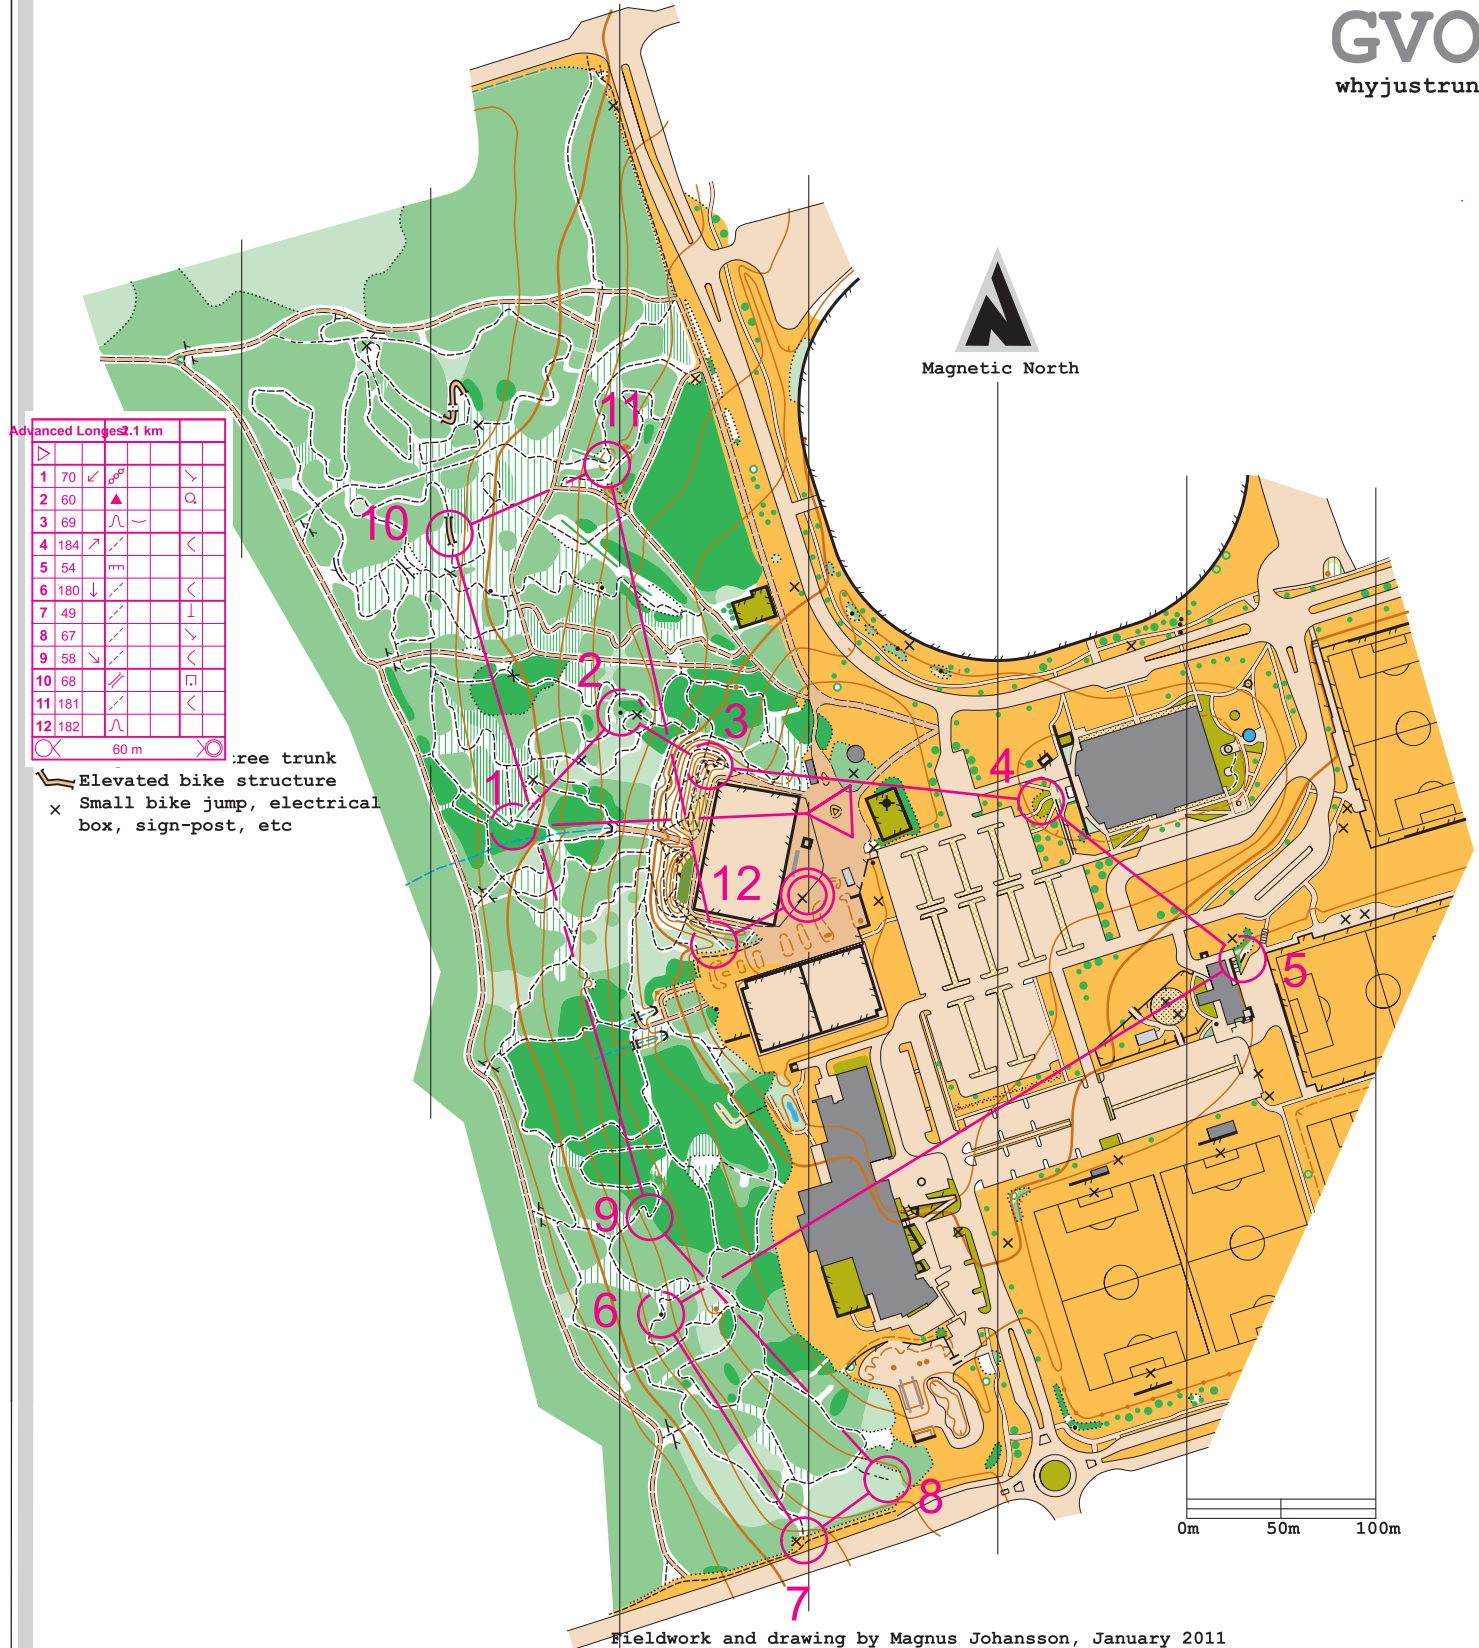 GVO
whyjustrun
Magnetic North
Advanced Longest 2.1 km
1 70
2 60
3 69
4 184
5 54
6 180
7 49
8 67
9 58
10 68
11 181
12 182
60 m
tree trunk
Elevated bike structure
Small bike jump, electrical
box, sign-post, etc
11
10
2
3
4
1
12
5
9
6
8
7
0m 50m 100m
Fieldwork and drawing by Magnus Johansson, January 2011